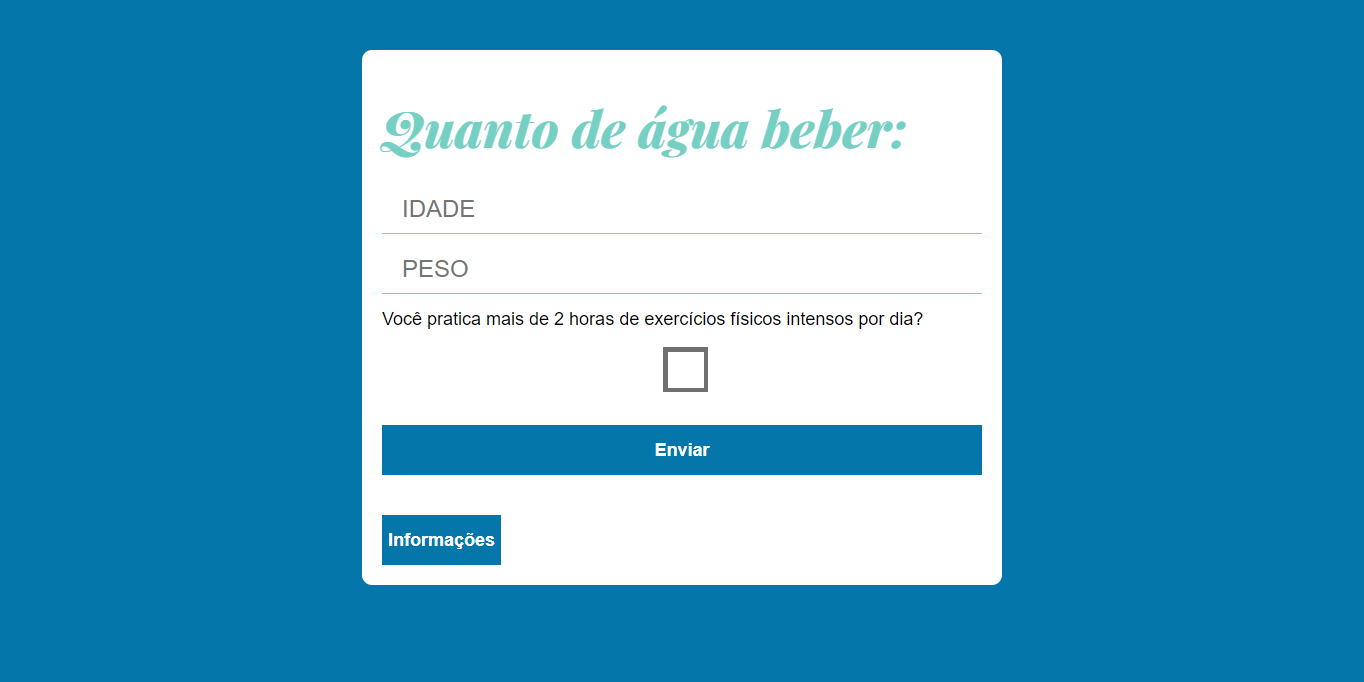 Quanto de água beber:
IDADE
PESO
Você pratica mais de 2 horas de exercícios físicos intensos por dia?
Enviar
Informações